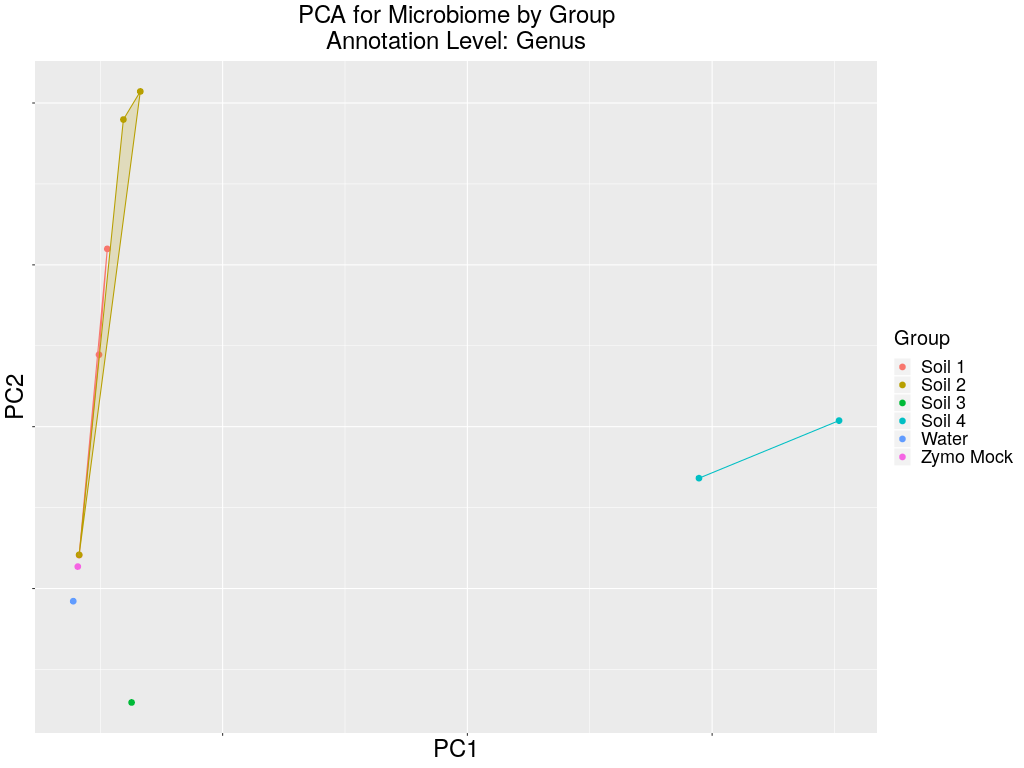 PCA for Microbiome by Group
Annotation Level: Genus
PC2
PC1
Group
Soil 1
Soil 2
Soil 3
Soil 4
Water
Zymo Mock